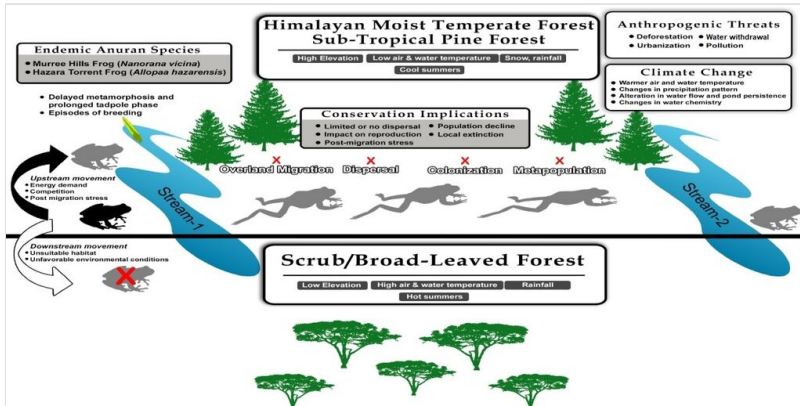 Himalayan Moist Temperate Forest
Sub-Tropical Pine Forest
High Elevation
Low air & water temperature
Snow, rainfall
Cool summers
Anthropogenic Threats
• Deforestation • Water withdrawal
• Urbanization • Pollution
Endemic Anuran Species
• Murree Hills Frog (Nanorana vicina)
• Hazara Torrent Frog (Allopaa hazarensis)
Climate Change
• Warmer air and water temperature
• Changes in precipitation pattern
• Alteration in water flow and pond persistence
• Changes in water chemistry
• Delayed metamorphosis and
prolonged tadpole phase
• Episodes of breeding
Conservation Implications
• Limited or no dispersal • Population decline
• Impact on reproduction • Local extinction
• Post-migration stress
Overland Migration
Dispersal
Colonization
Metapopulation
Upstream movement
• Energy demand
• Competition
• Post migration stress
Stream-1
Stream-2
Downstream movement
• Unsuitable habitat
• Unfavorable environmental conditions
Scrub/Broad-Leaved Forest
Low Elevation
High air & water temperature
Rainfall
Hot summers